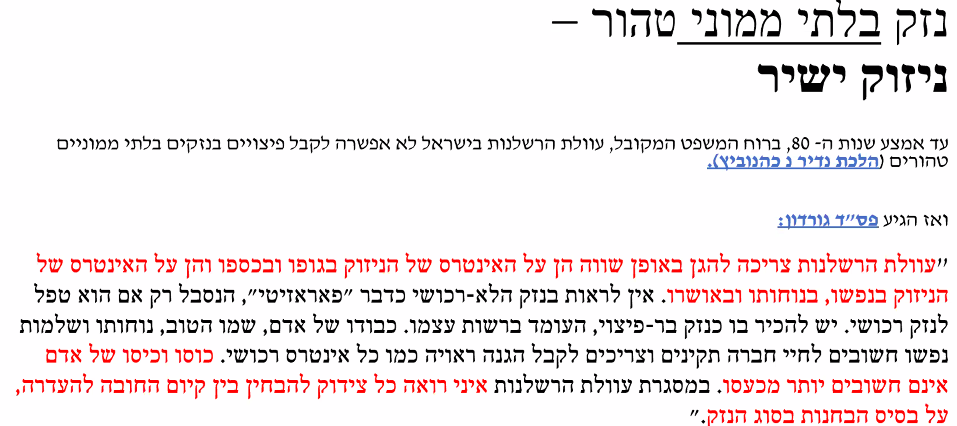 נזק בלתי ממוני טהור –
ניזוק ישיר
עד אמצע שנות ה- 80, ברוח המשפט המקובל, עוולת הרשלנות בישראל לא אפשרה לקבל פיצויים בנזקים בלתי ממוניים
טהורים (הלכת נדיר נ כהנוביץ).
ואז הגיע פס״ד גורדון:
״עוולת הרשלנות צריכה להגן באופן שווה הן על האינטרס של הניזוק בגופו ובכספו והן על האינטרס של
הניזוק בנפשו, בנוחותו ובאושרו. אין לראות בנזק הלא-רכושי כדבר ״פאראזיטי״, הנסבל רק אם הוא טפל
לנזק רכושי. יש להכיר בו כנזק בר-פיצוי, העומד ברשות עצמו. כבודו של אדם, שמו הטוב, נוחותו ושלמות
נפשו חשובים לחיי חברה תקינים וצריכים לקבל הגנה ראויה כמו כל אינטרס רכושי. כוסו וכיסו של אדם
אינם חשובים יותר מכעסו. במסגרת עוולת הרשלנות איני רואה כל צידוק להבחין בין קיום החובה להעדרה,
על בסיס הבחנות בסוג הנזק.״